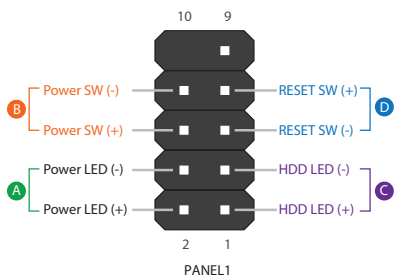 10 9
Power SW (-) RESET SW (+)
B D
Power SW (+) RESET SW (-)
Power LED (-) HDD LED (-)
A C
Power LED (+) HDD LED (+)
2 1
PANEL1